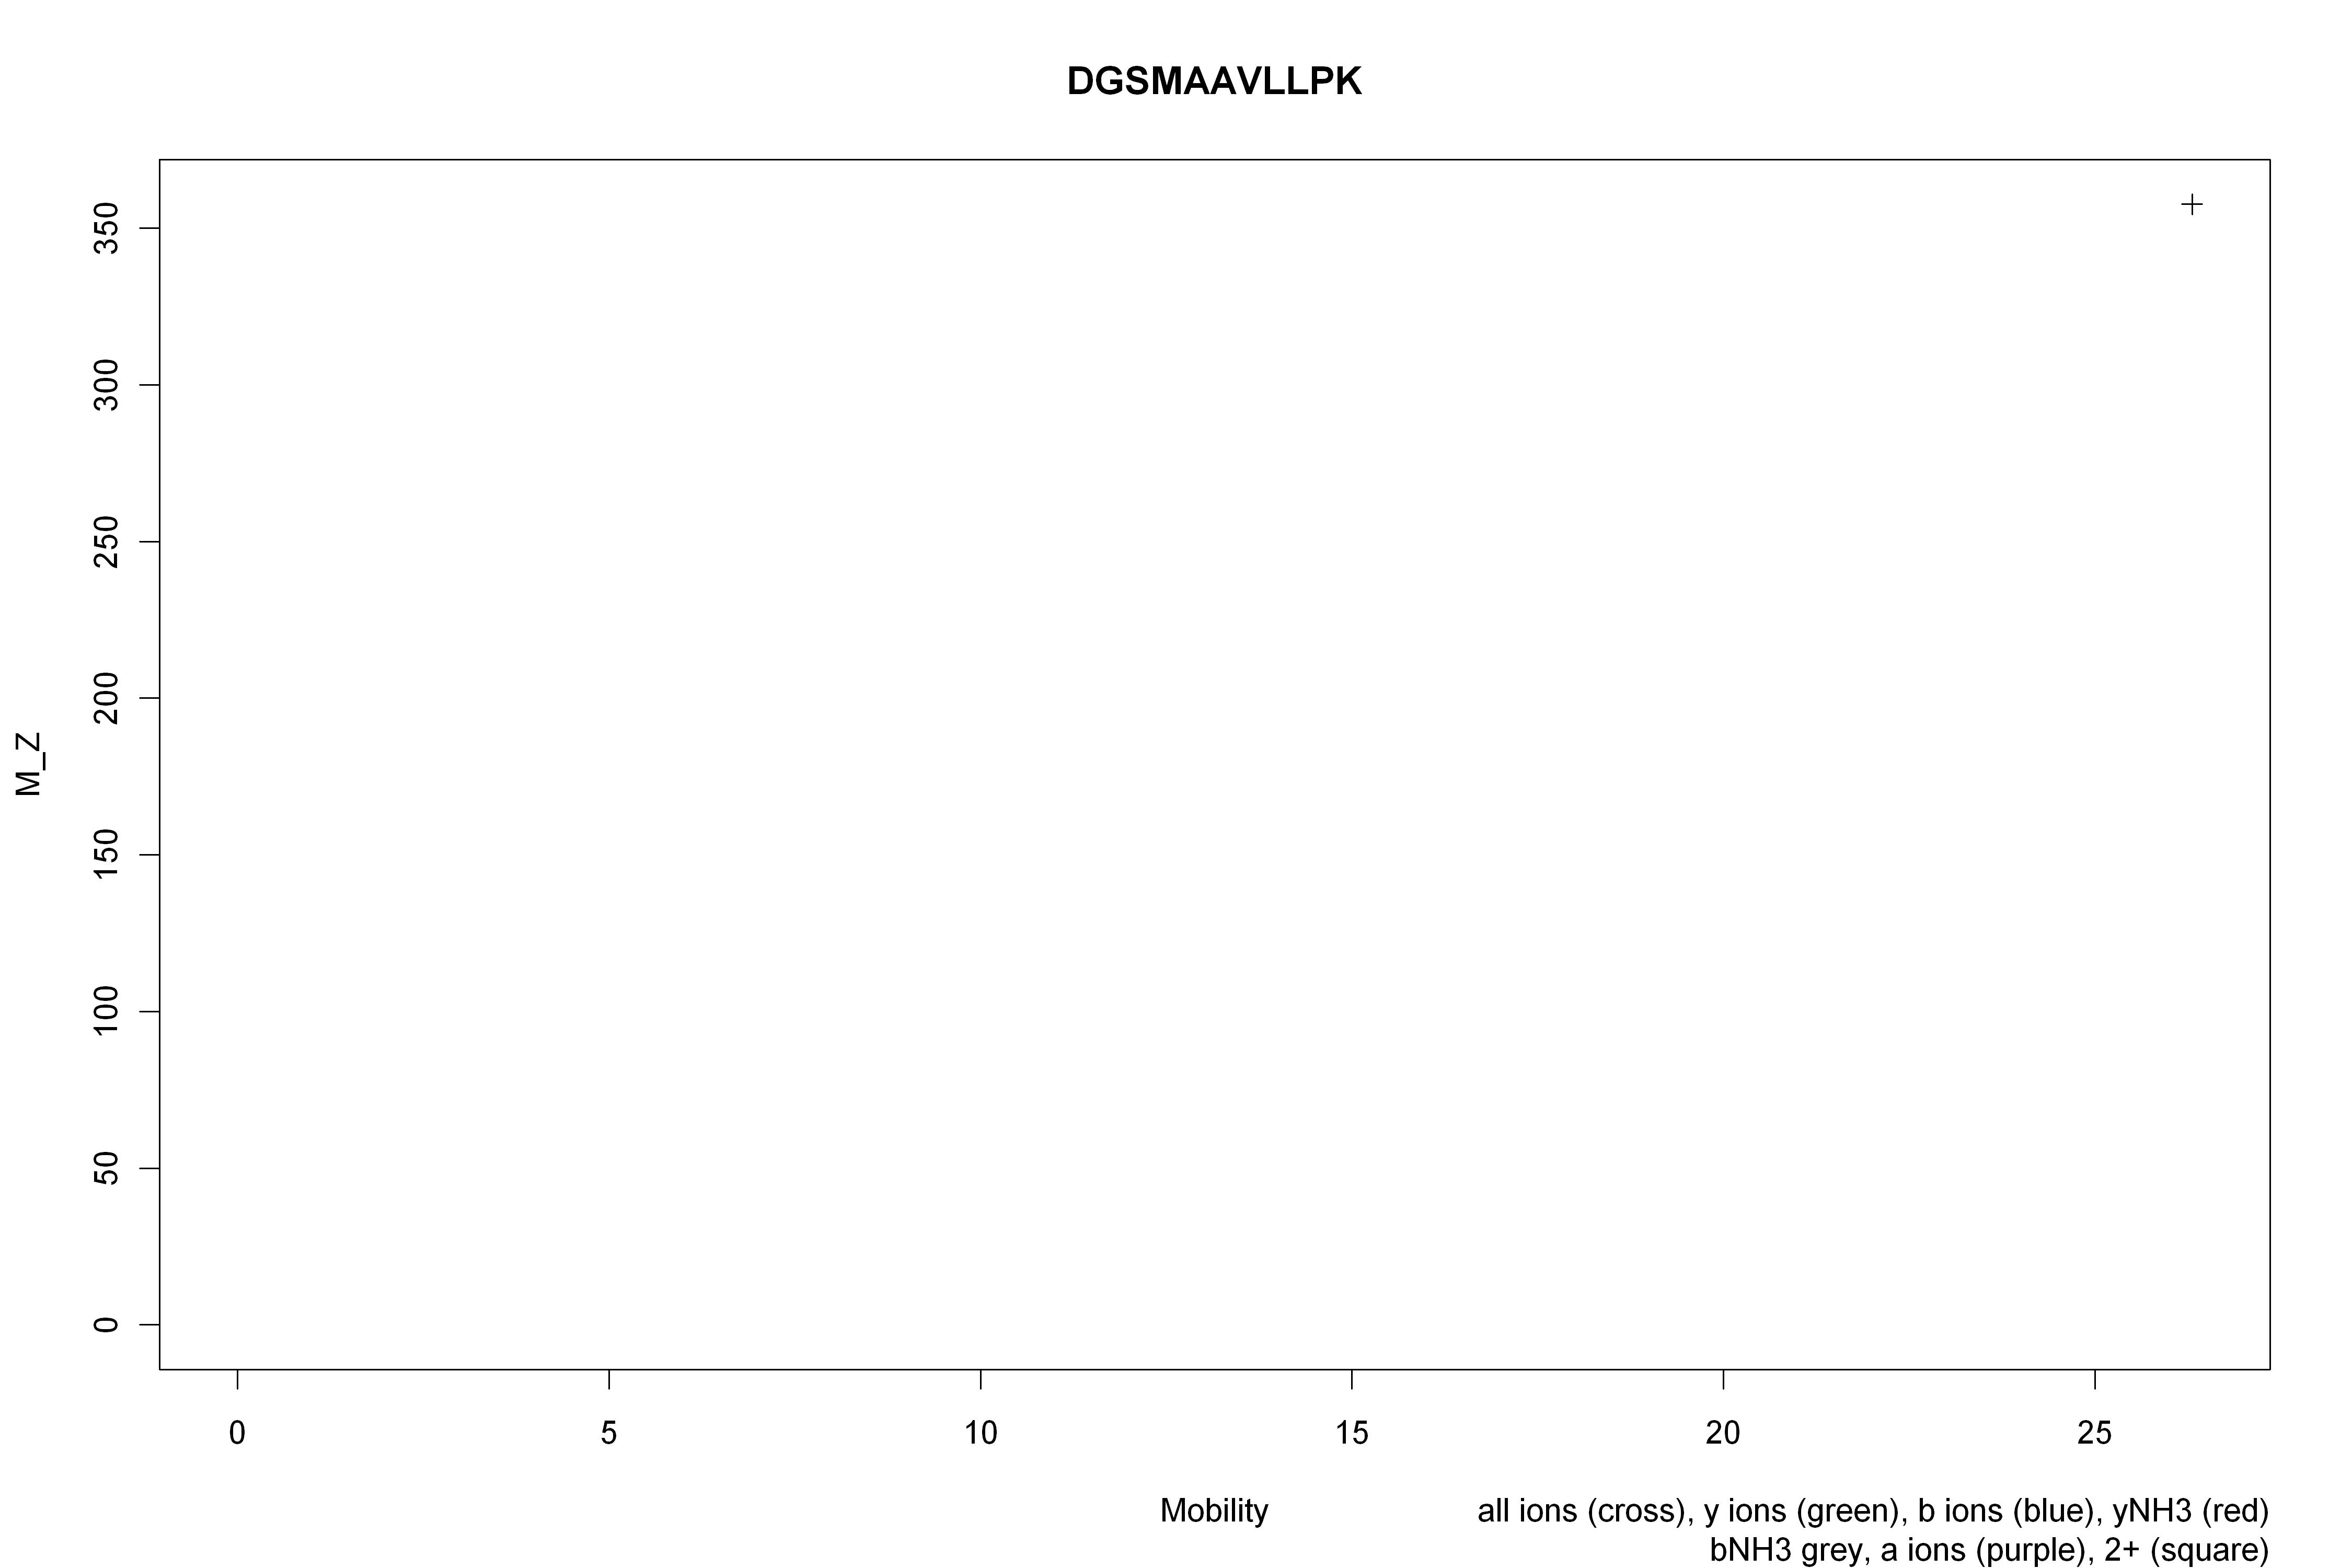 DGSMAAVLLPK
350
300
250
200
150
100
50
0
M_Z
0 5 10 15 20 25
Mobility
all ions (cross), y ions (green), b ions (blue), yNH3 (red)
bNH3 grey, a ions (purple), 2+ (square)